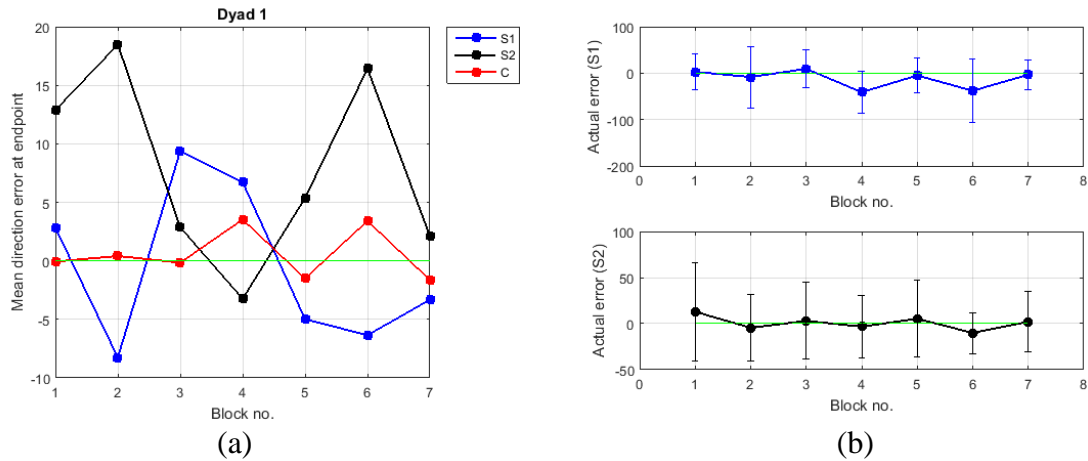 Dyad 1
Mean direction error at endpoint
20
15
10
5
0
-5
-10
1 2 3 4 5 6 7
Block no.
S1
S2
C
(a)
Actual error (S1)
100
0
-100
-200
0 1 2 3 4 5 6 7 8
Block no.
Actual error (S2)
100
50
0
-50
0 1 2 3 4 5 6 7 8
Block no.
(b)